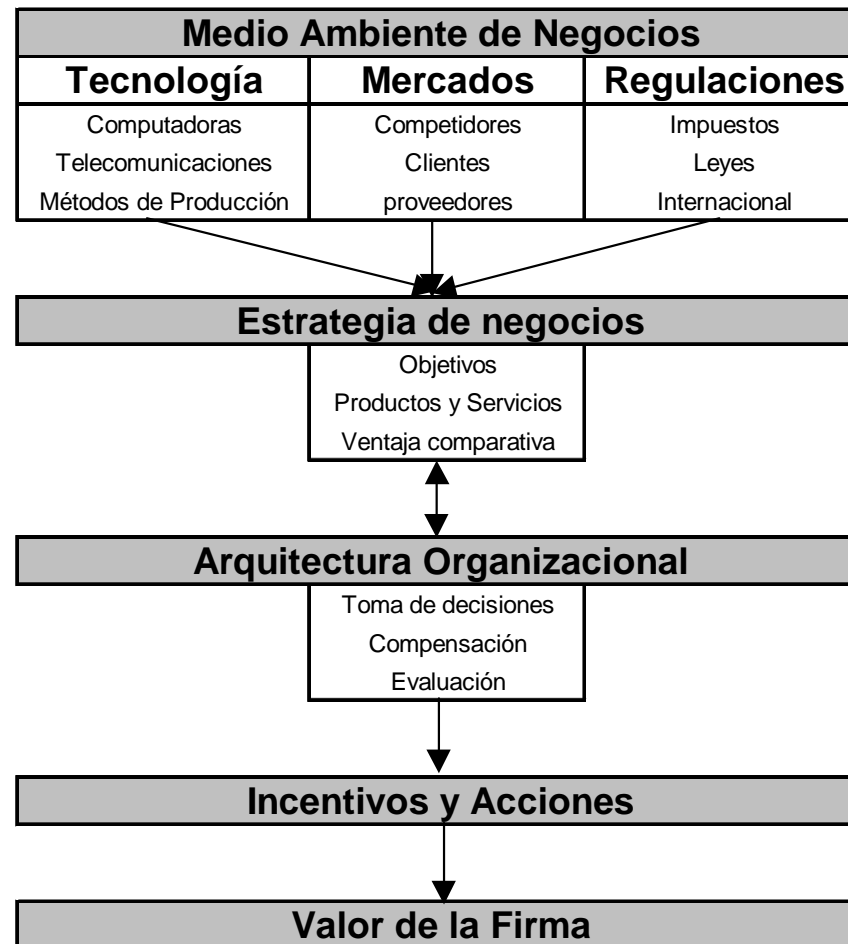 Medio Ambiente de Negocios
Tecnología Mercados Regulaciones
Computadoras Competidores Impuestos
Telecomunicaciones Clientes Leyes
Métodos de Producción proveedores Internacional
Estrategia de negocios
Objetivos
Productos y Servicios
Ventaja comparativa
Arquitectura Organizacional
Toma de decisiones
Compensación
Evaluación
Incentivos y Acciones
Valor de la Firma